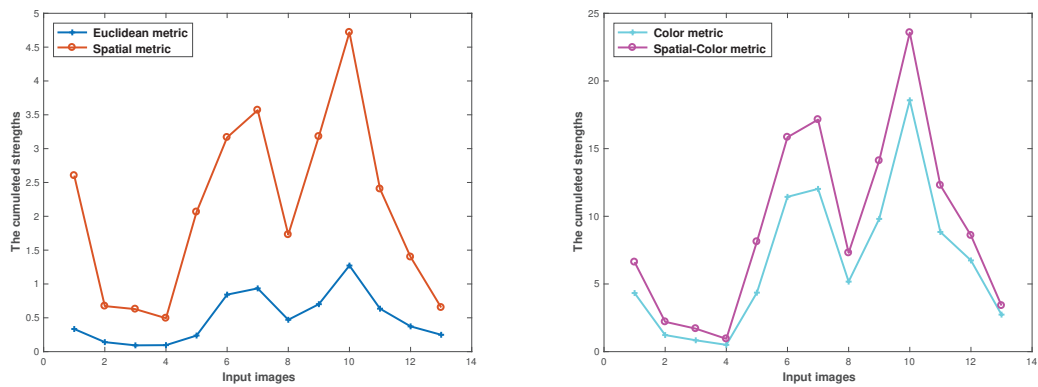 5
4.5
4
3.5
3
2.5
2
1.5
1
0.5
0
0 2 4 6 8 10 12 14
The cumuleted strengths
Input images
Euclidean metric
Spatial metric
25
20
15
10
5
0
0 2 4 6 8 10 12 14
The cumuleted strengths
Input images
Color metric
Spatial-Color metric